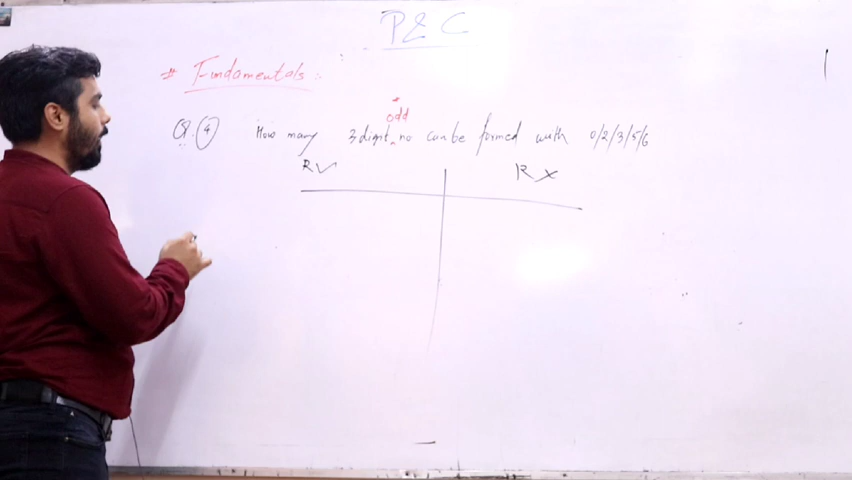 P & C
# Fundamentals :
odd
Q. 4 How many 3 digit ^ no can be formed with 0/2/3/5/6
R ✓ R ×